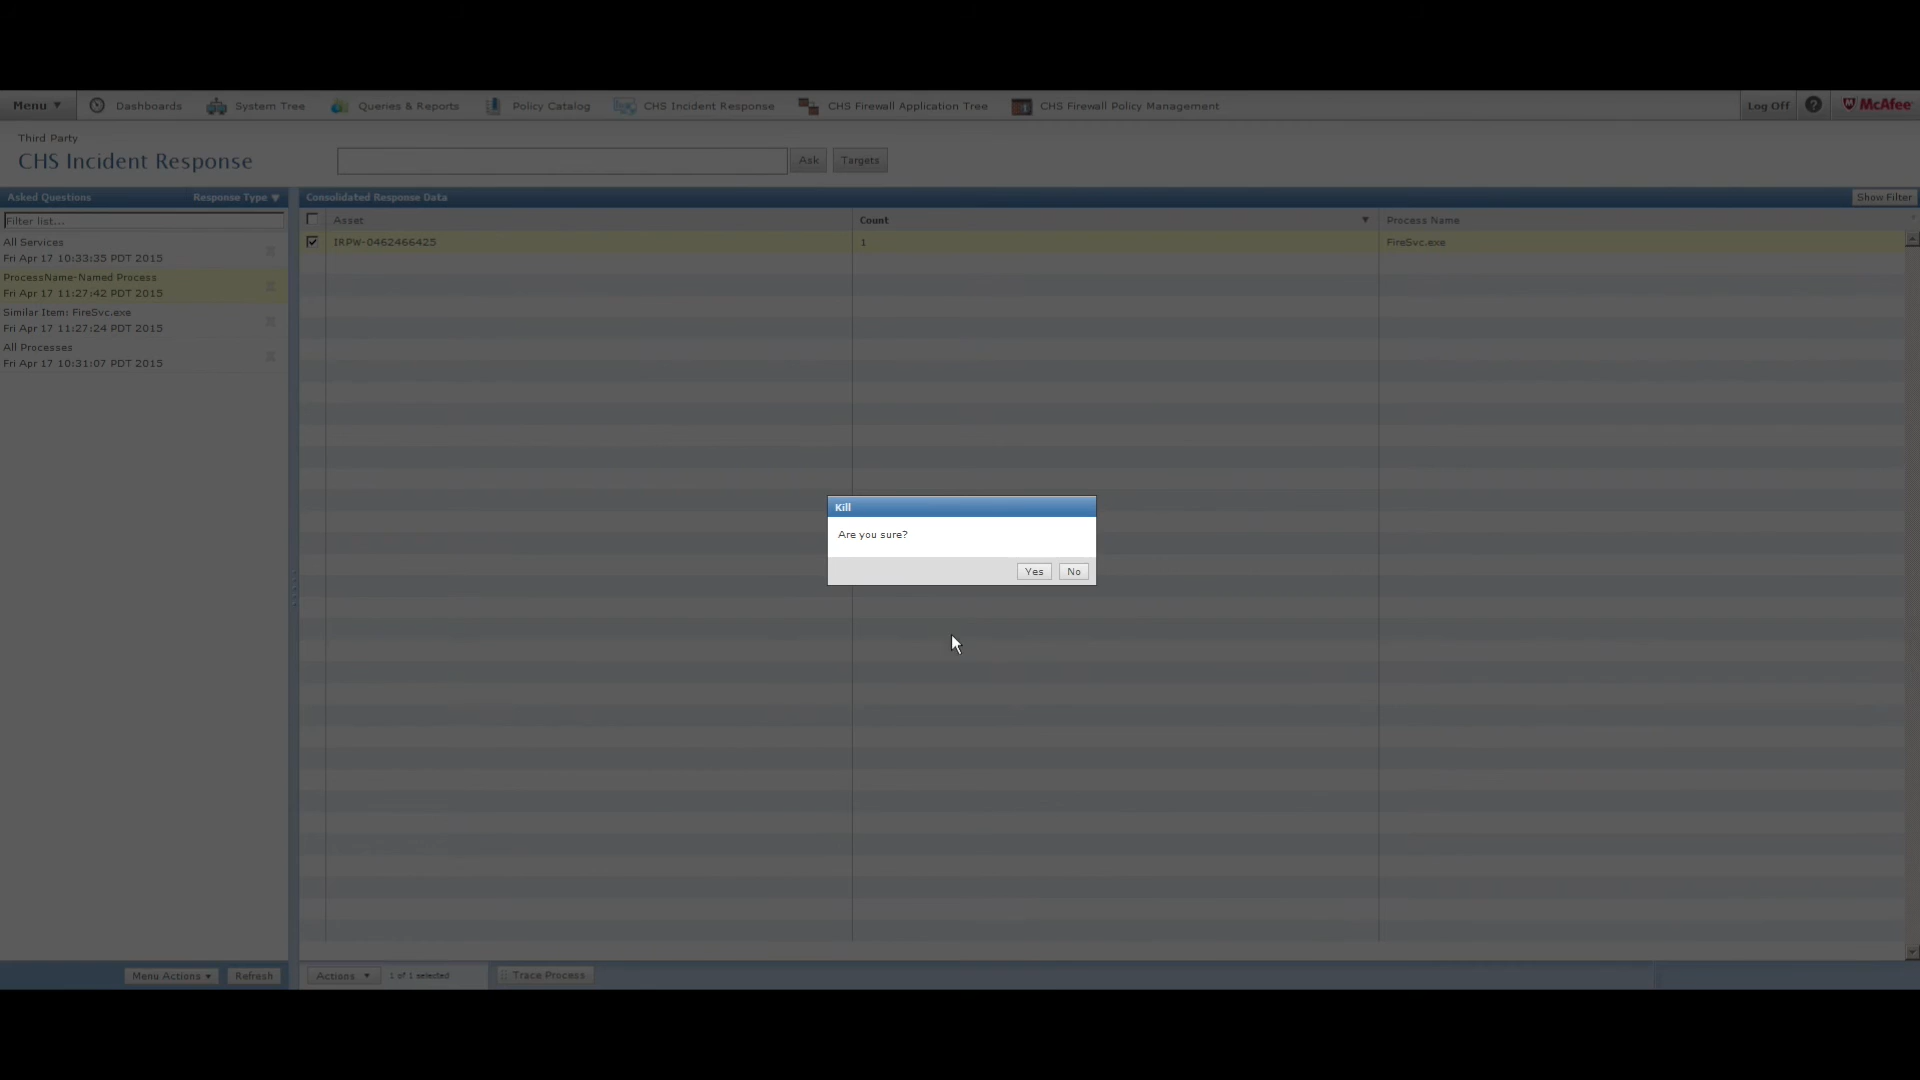 Menu ▼ Dashboards System Tree Queries & Reports Policy Catalog CHS Incident Response CHS Firewall Application Tree CHS Firewall Policy Management Log Off ? McAfee
Third Party
CHS Incident Response Ask Targets
Asked Questions Response Type ▼ Consolidated Response Data Show Filter
Filter list... Asset Count ▼ Process Name
All Services IRPW-0462466425 1 FireSvc.exe
Fri Apr 17 10:33:35 PDT 2015
ProcessName-Named Process
Fri Apr 17 11:27:42 PDT 2015
Similar Item: FireSvc.exe
Fri Apr 17 11:27:24 PDT 2015
All Processes
Fri Apr 17 10:31:07 PDT 2015
Kill
Are you sure?
Yes No
Menu Actions ▼ Refresh Actions ▼ 1 of 1 selected Trace Process